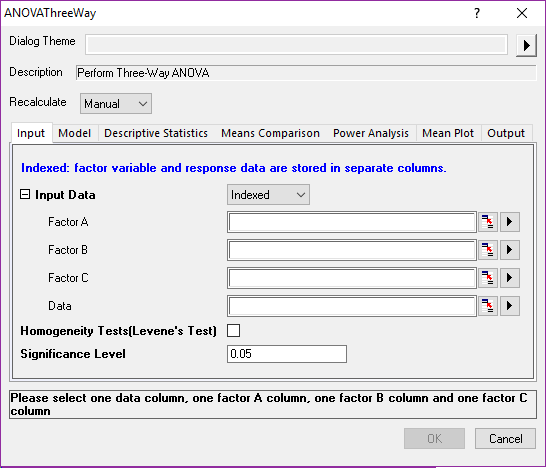 ANOVAThreeWay
?
Dialog Theme
Description Perform Three-Way ANOVA
Recalculate Manual
Input Model Descriptive Statistics Means Comparison Power Analysis Mean Plot Output
Indexed: factor variable and response data are stored in separate columns.
Input Data Indexed
Factor A
Factor B
Factor C
Data
Homogeneity Tests(Levene's Test)
Significance Level 0.05
Please select one data column, one factor A column, one factor B column and one factor C
column
OK Cancel